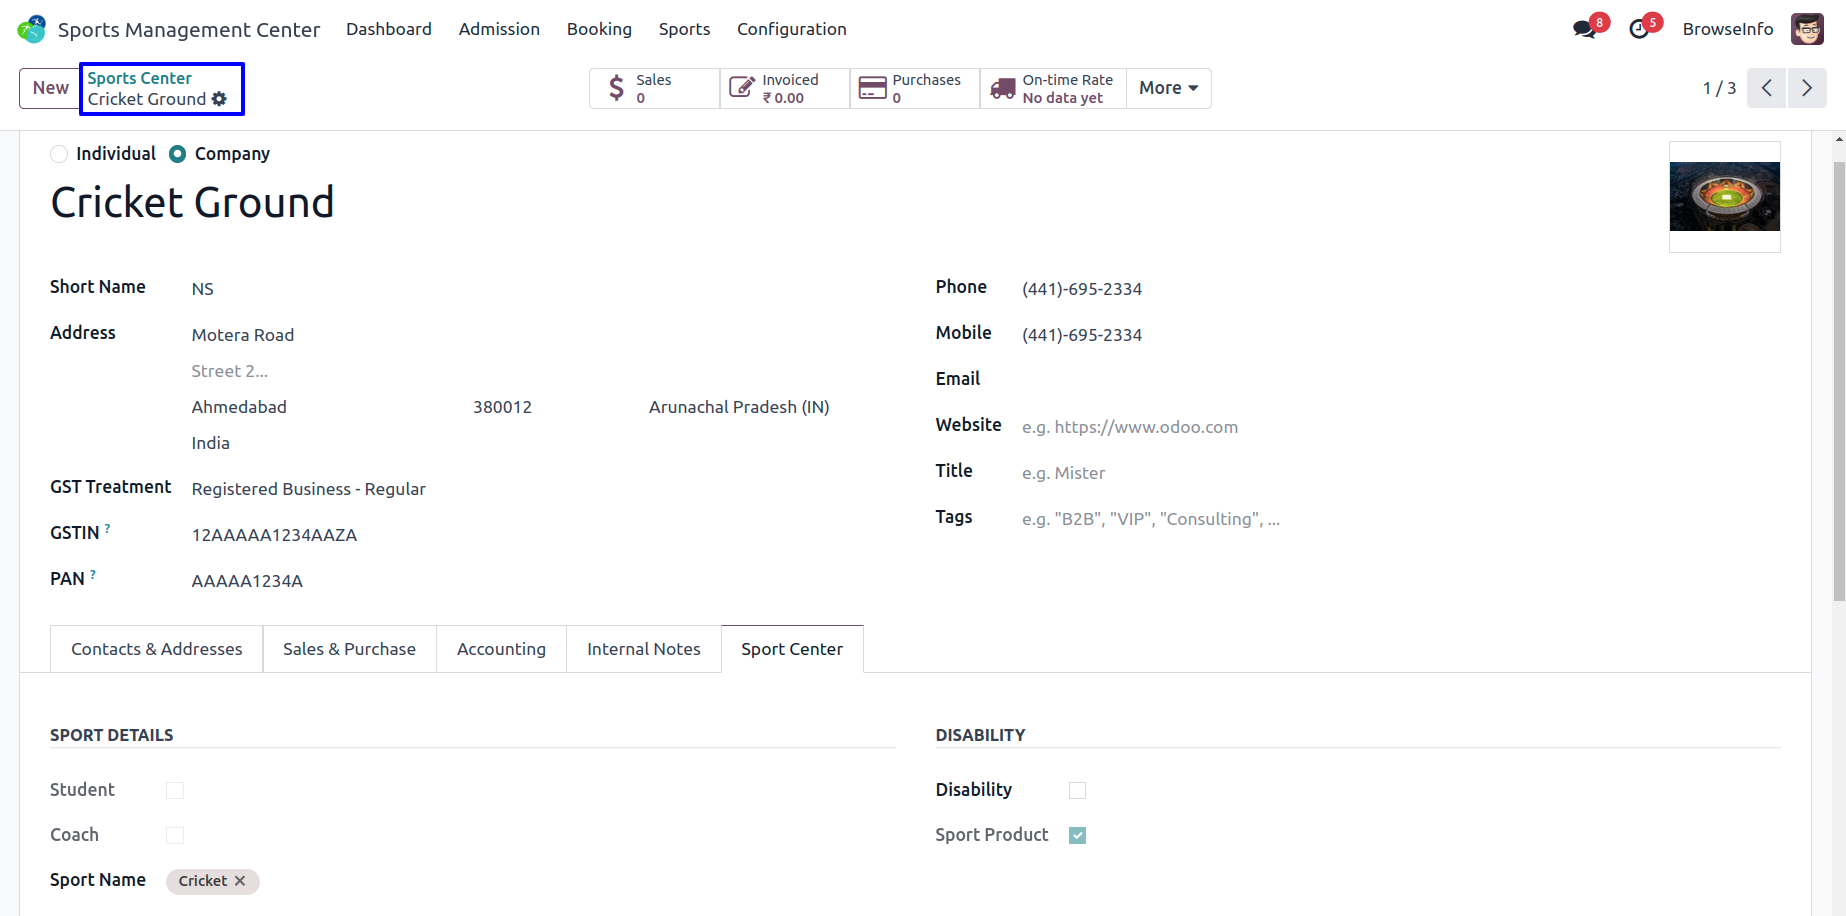 Sports Management Center Dashboard Admission Booking Sports Configuration 8 5 BrowseInfo
New Sports Center
Cricket Ground
$ Sales
0
Invoiced
₹ 0.00
Purchases
0
On-time Rate
No data yet
More
1 / 3
Individual Company
Cricket Ground
Short Name NS
Address Motera Road
Street 2...
Ahmedabad 380012 Arunachal Pradesh (IN)
India
GST Treatment Registered Business - Regular
GSTIN ? 12AAAAA1234AAZA
PAN ? AAAAA1234A
Phone (441)-695-2334
Mobile (441)-695-2334
Email
Website e.g. https://www.odoo.com
Title e.g. Mister
Tags e.g. "B2B", "VIP", "Consulting", ...
Contacts & Addresses Sales & Purchase Accounting Internal Notes Sport Center
SPORT DETAILS
Student
Coach
Sport Name Cricket
DISABILITY
Disability
Sport Product